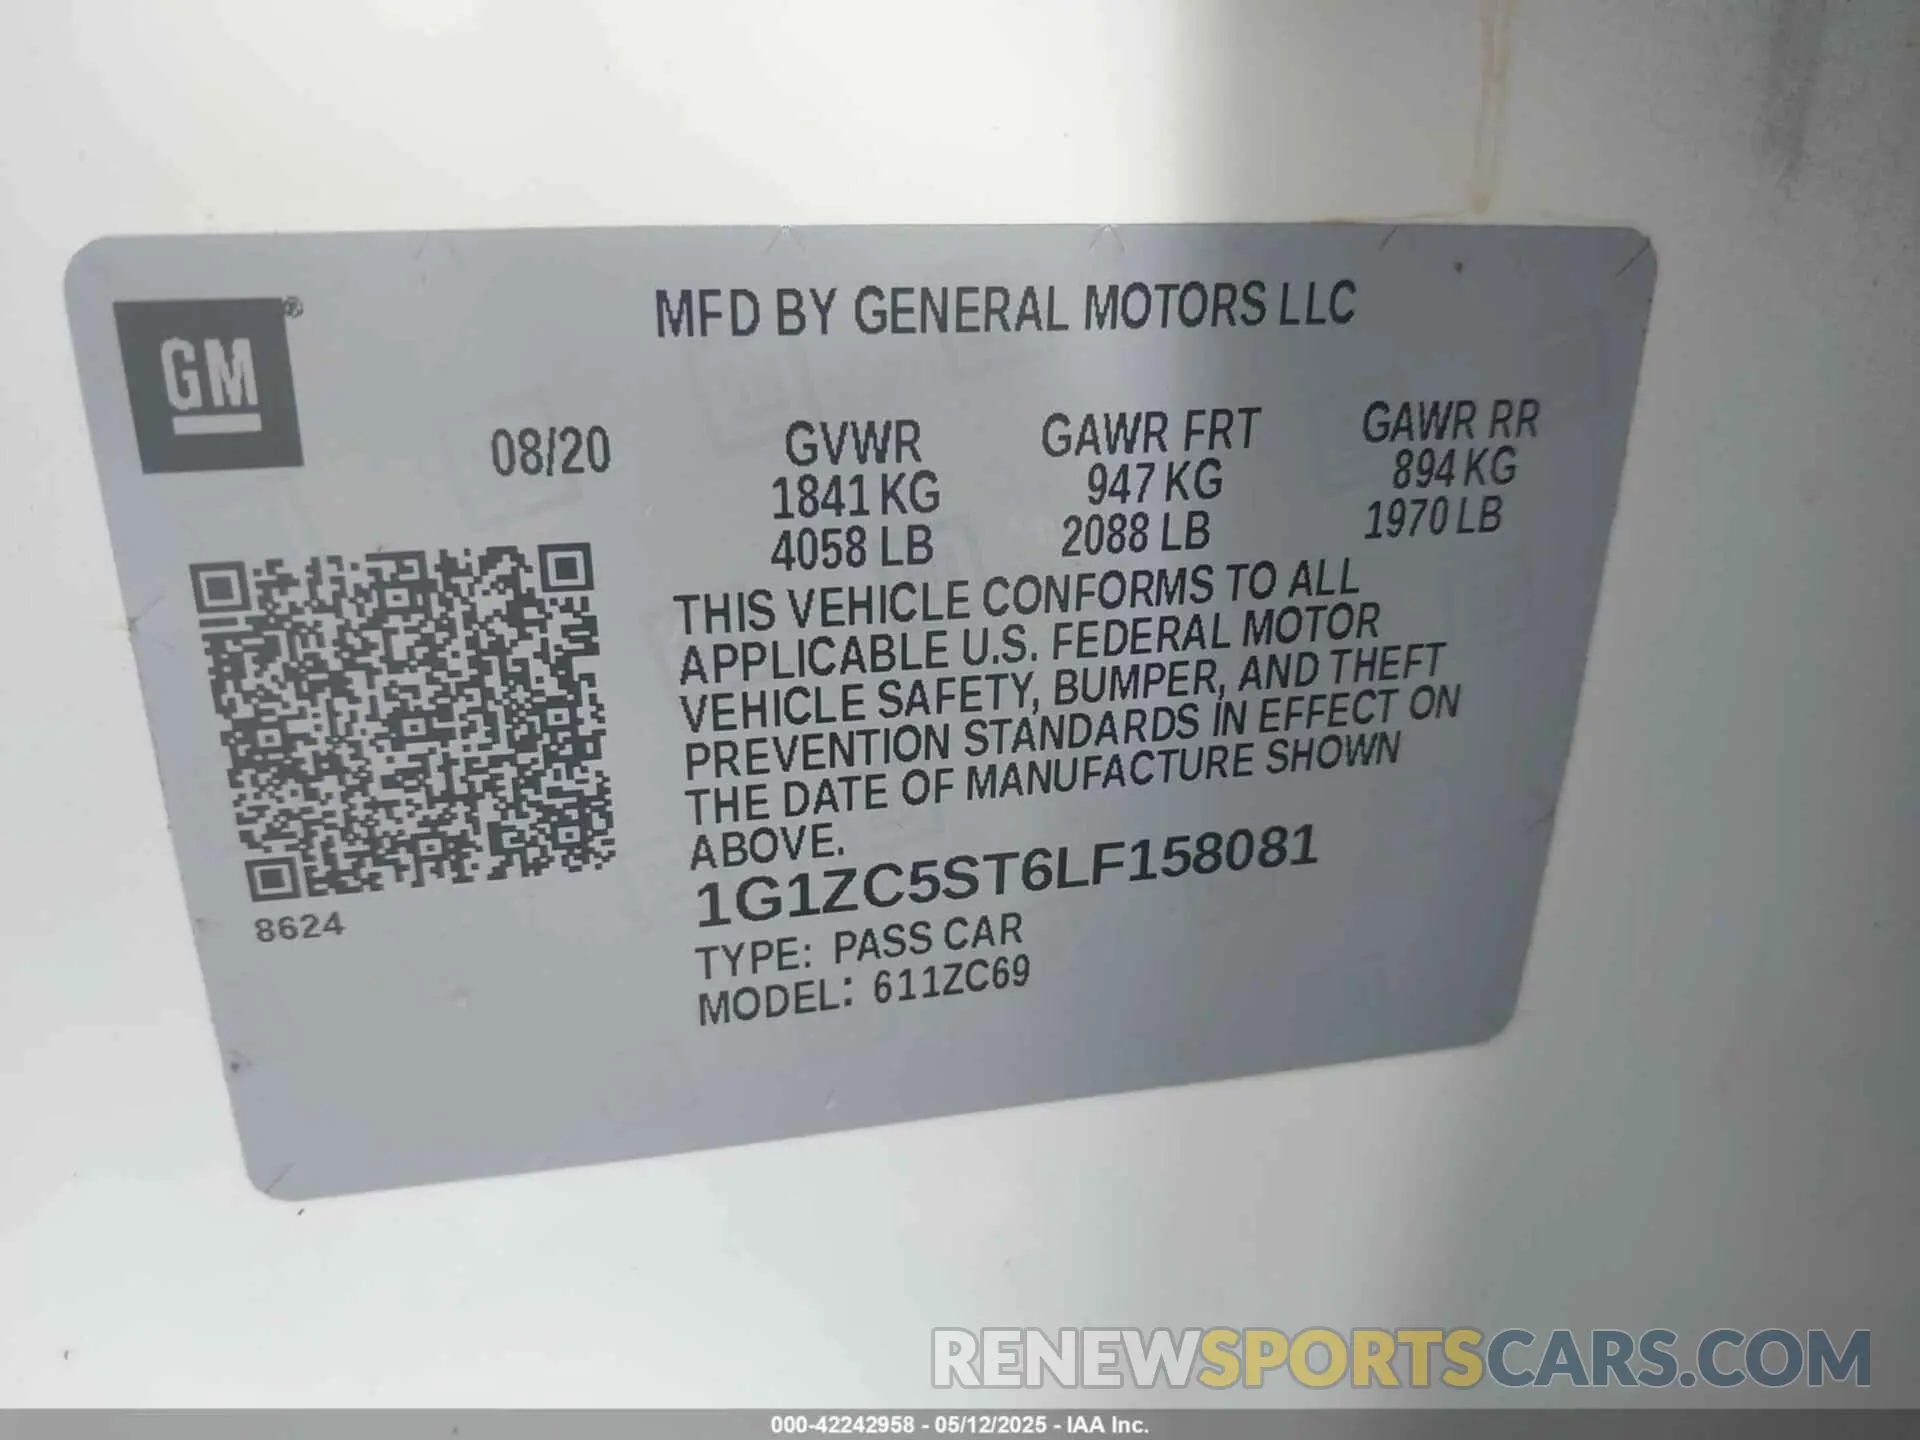 GM ®
MFD BY GENERAL MOTORS LLC
08/20 GVWR GAWR FRT GAWR RR
1841 KG 947 KG 894 KG
4058 LB 2088 LB 1970 LB
THIS VEHICLE CONFORMS TO ALL
APPLICABLE U.S. FEDERAL MOTOR
VEHICLE SAFETY, BUMPER, AND THEFT
PREVENTION STANDARDS IN EFFECT ON
THE DATE OF MANUFACTURE SHOWN
ABOVE.
1G1ZC5ST6LF158081
8624
TYPE: PASS CAR
MODEL: 611ZC69
RENEWSPORTSCARS.COM
000-42242958 - 05/12/2025 - IAA Inc.